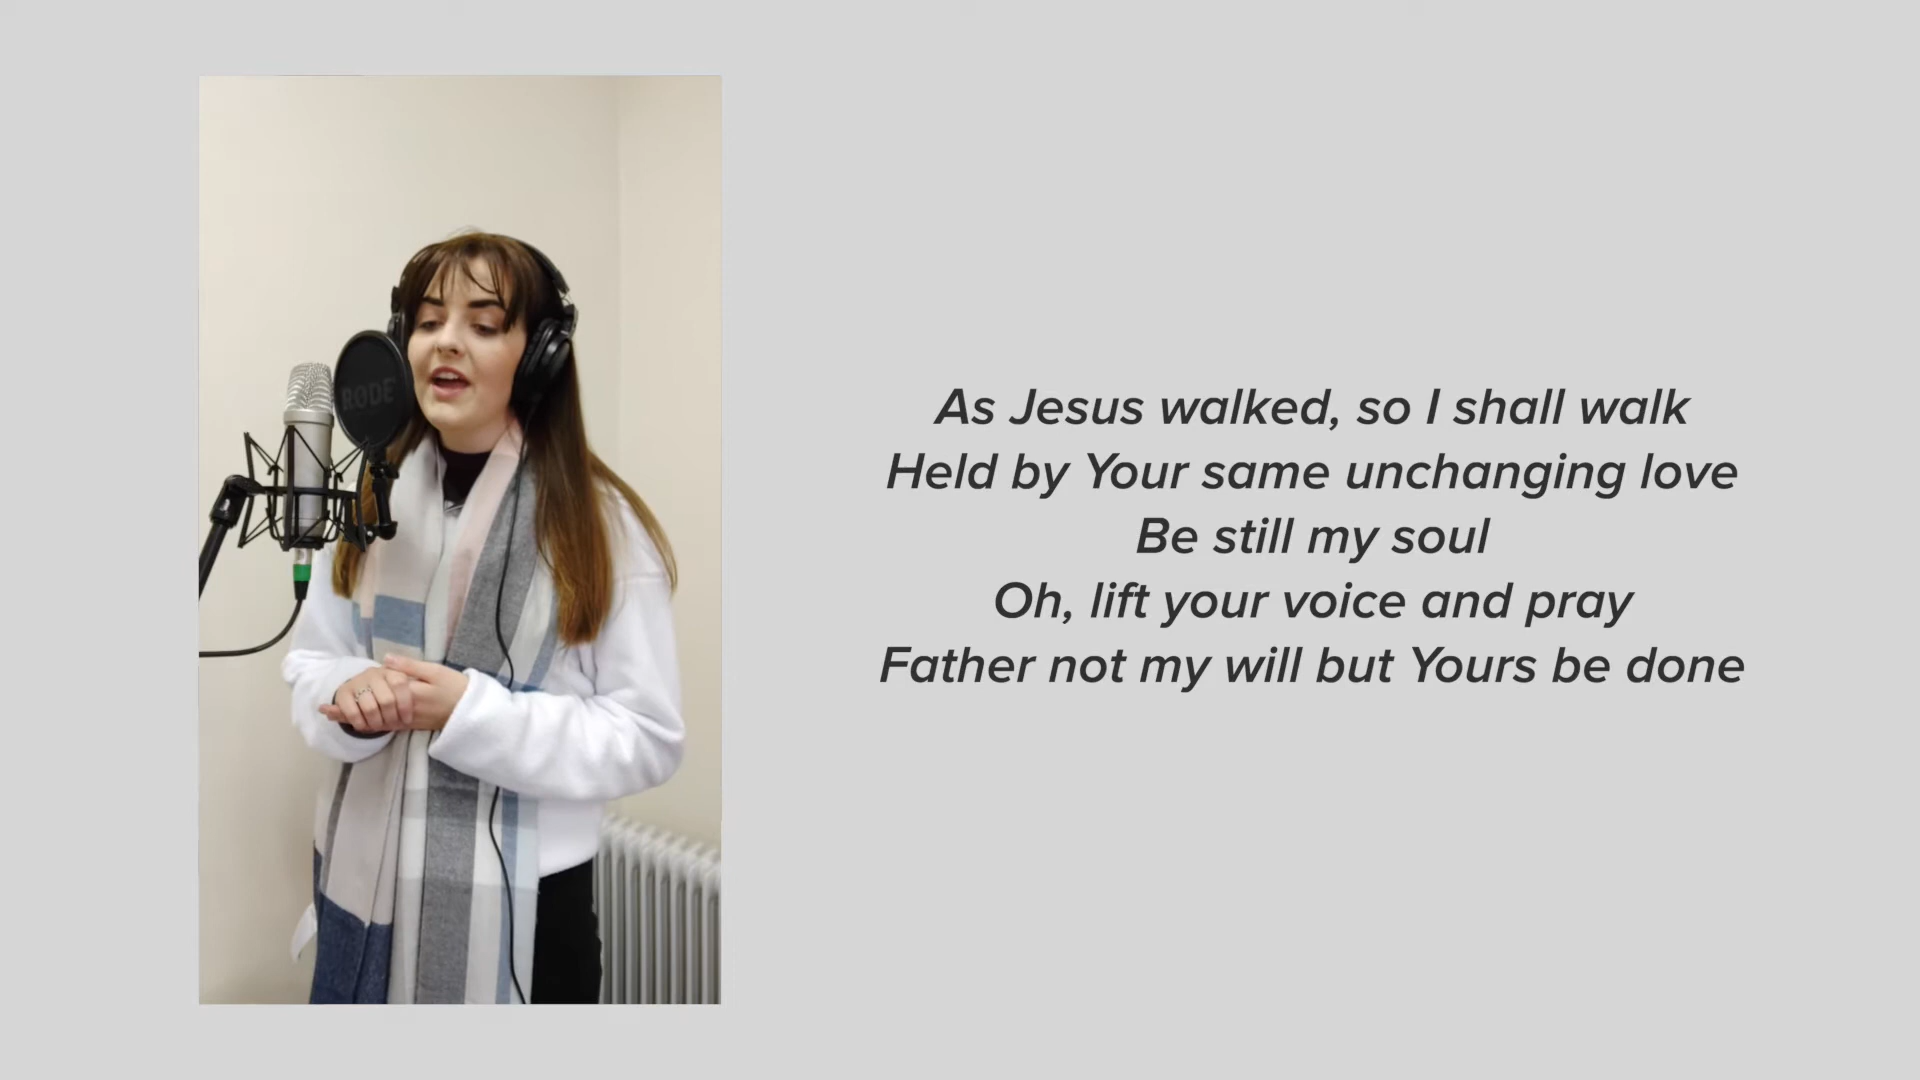 RØDE
As Jesus walked, so I shall walk
Held by Your same unchanging love
Be still my soul
Oh, lift your voice and pray
Father not my will but Yours be done